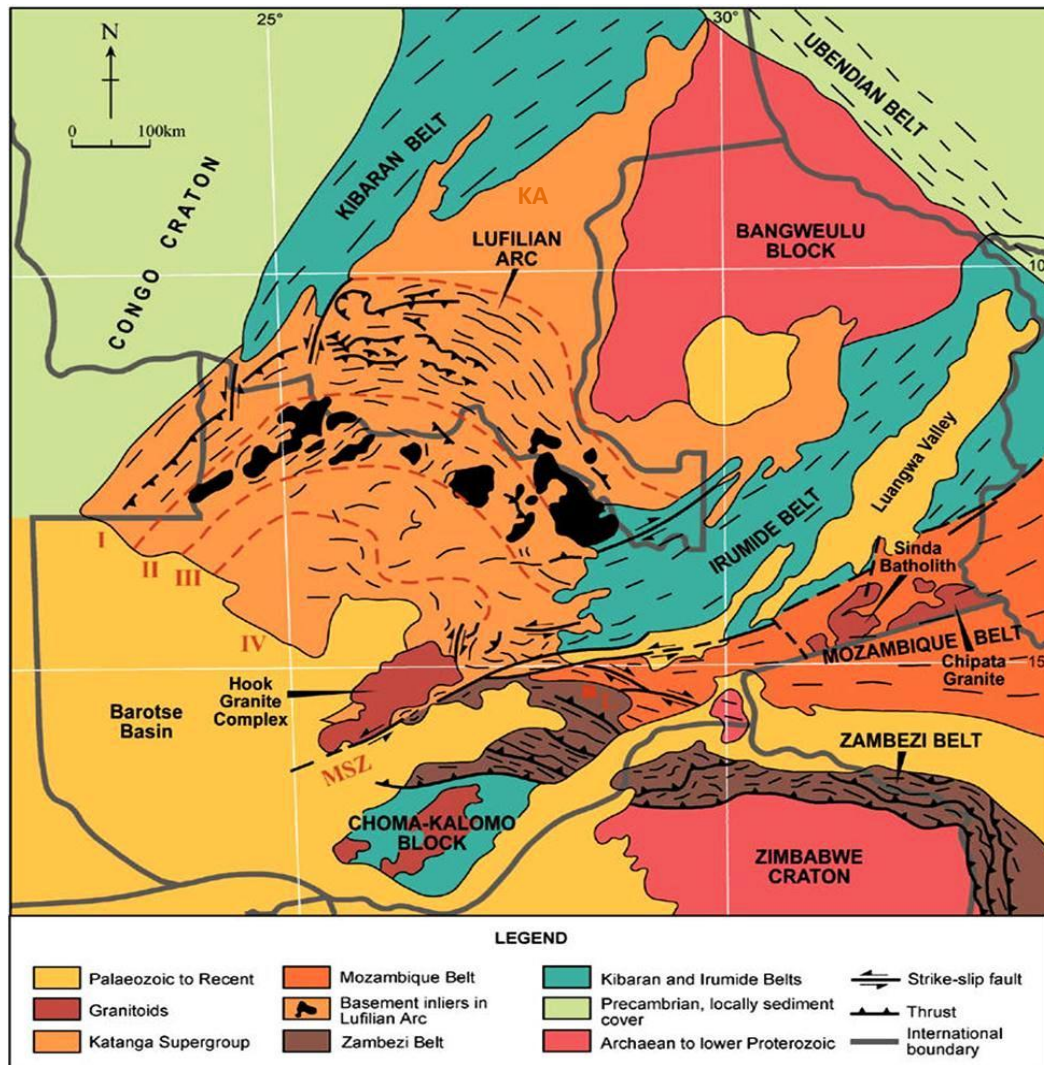 25°
30°
N
0 100km
UBENDIAN BELT
KIBARAN BELT
CONGO CRATON
KA
LUFILIAN
ARC
BANGWEULU
BLOCK
10
Luangwa Valley
IRUMIDE BELT
Sinda
Batholith
I
II
III
IV
MOZAMBIQUE BELT
15
Chipata
Granite
Hook
Granite
Complex
Barotse
Basin
MSZ
ZAMBEZI BELT
CHOMA-KALOMO
BLOCK
ZIMBABWE
CRATON
LEGEND
Palaeozoic to Recent
Granitoids
Katanga Supergroup
Mozambique Belt
Basement inliers in
Lufilian Arc
Zambezi Belt
Kibaran and Irumide Belts
Precambrian, locally sediment
cover
Archaean to lower Proterozoic
Strike-slip fault
Thrust
International
boundary